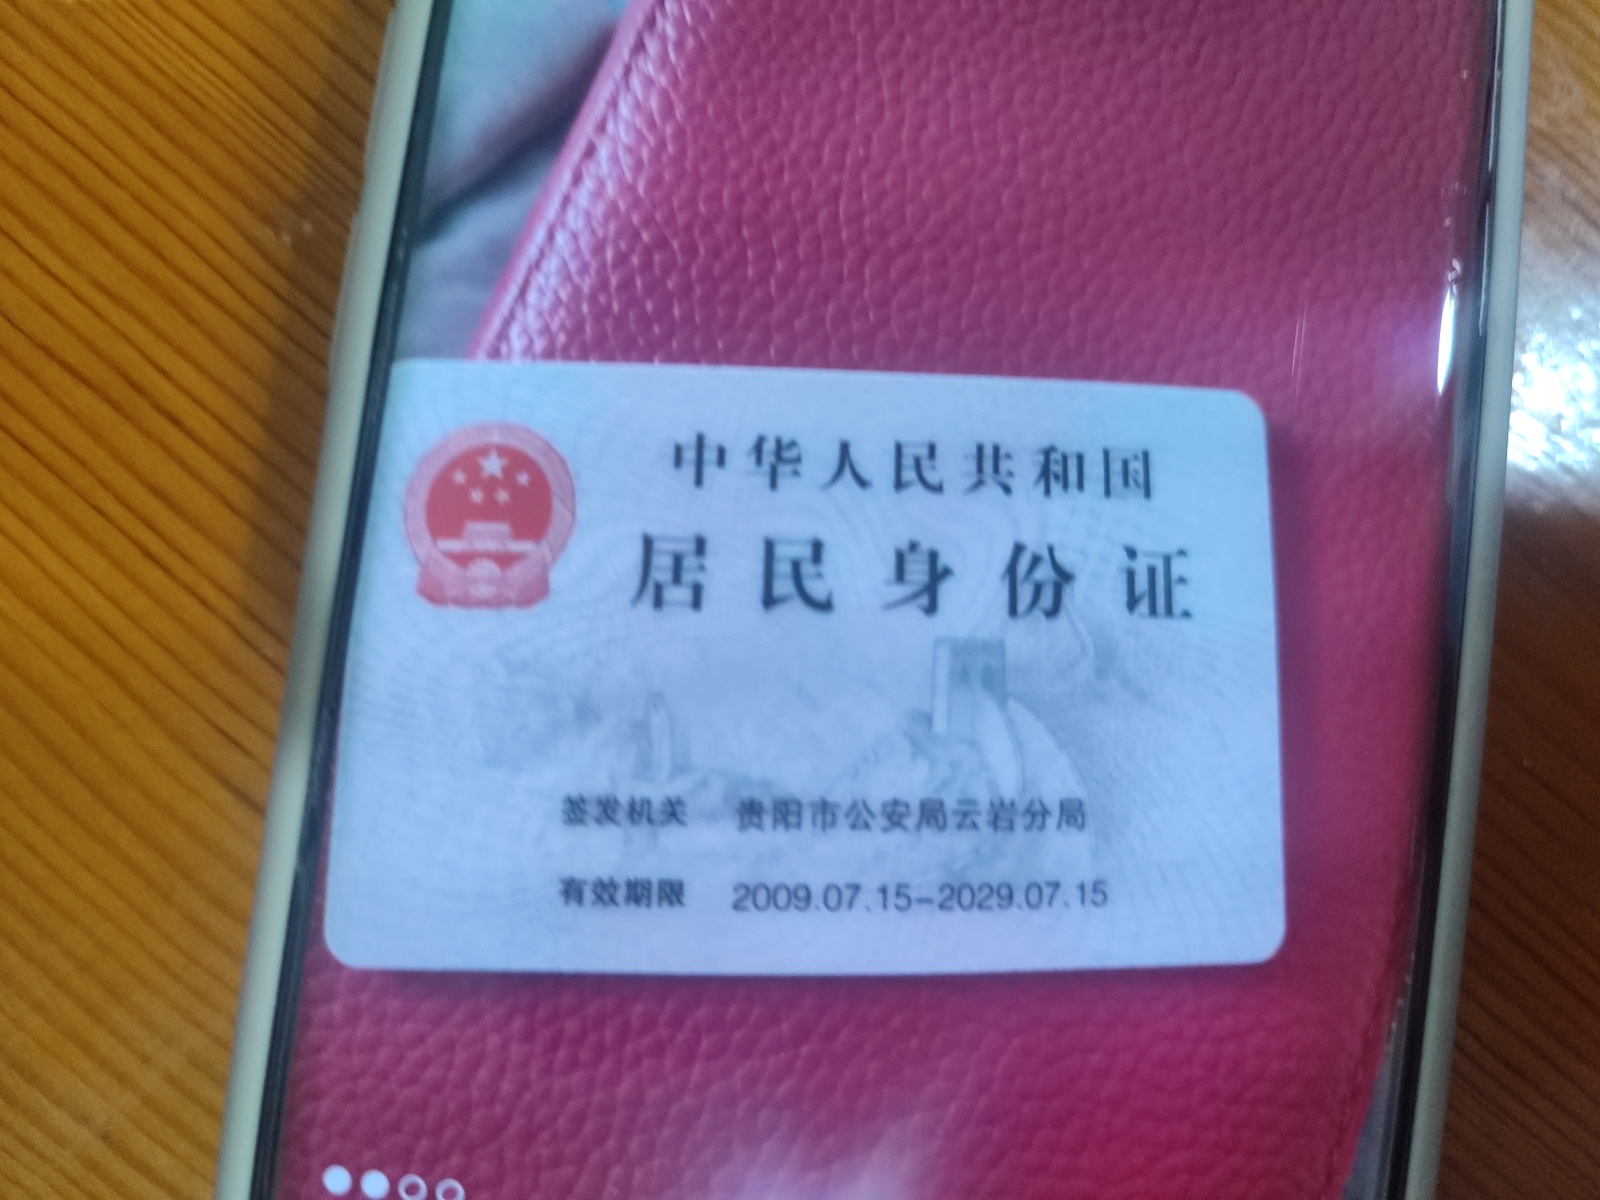 中华人民共和国
居民身份证
签发机关 贵阳市公安局云岩分局
有效期限 2009.07.15-2029.07.15